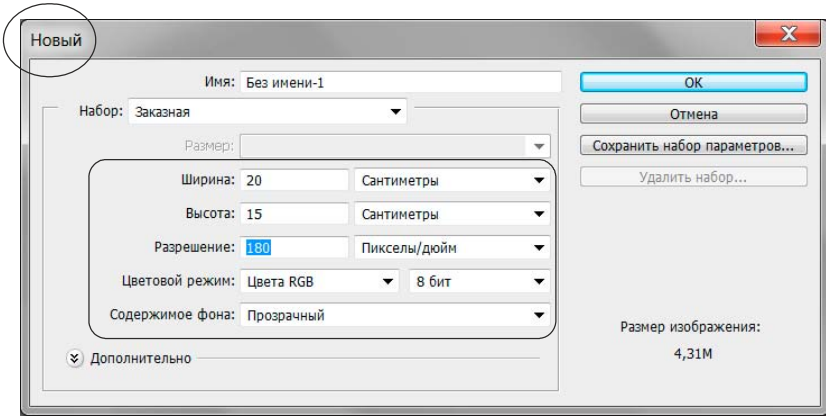 Новый
Имя: Без имени-1
OK
Набор: Заказная
Отмена
Размер:
Сохранить набор параметров...
Ширина: 20 Сантиметры
Удалить набор...
Высота: 15 Сантиметры
Разрешение: 180 Пикселы/дюйм
Цветовой режим: Цвета RGB 8 бит
Содержимое фона: Прозрачный
Размер изображения:
4,31M
Дополнительно